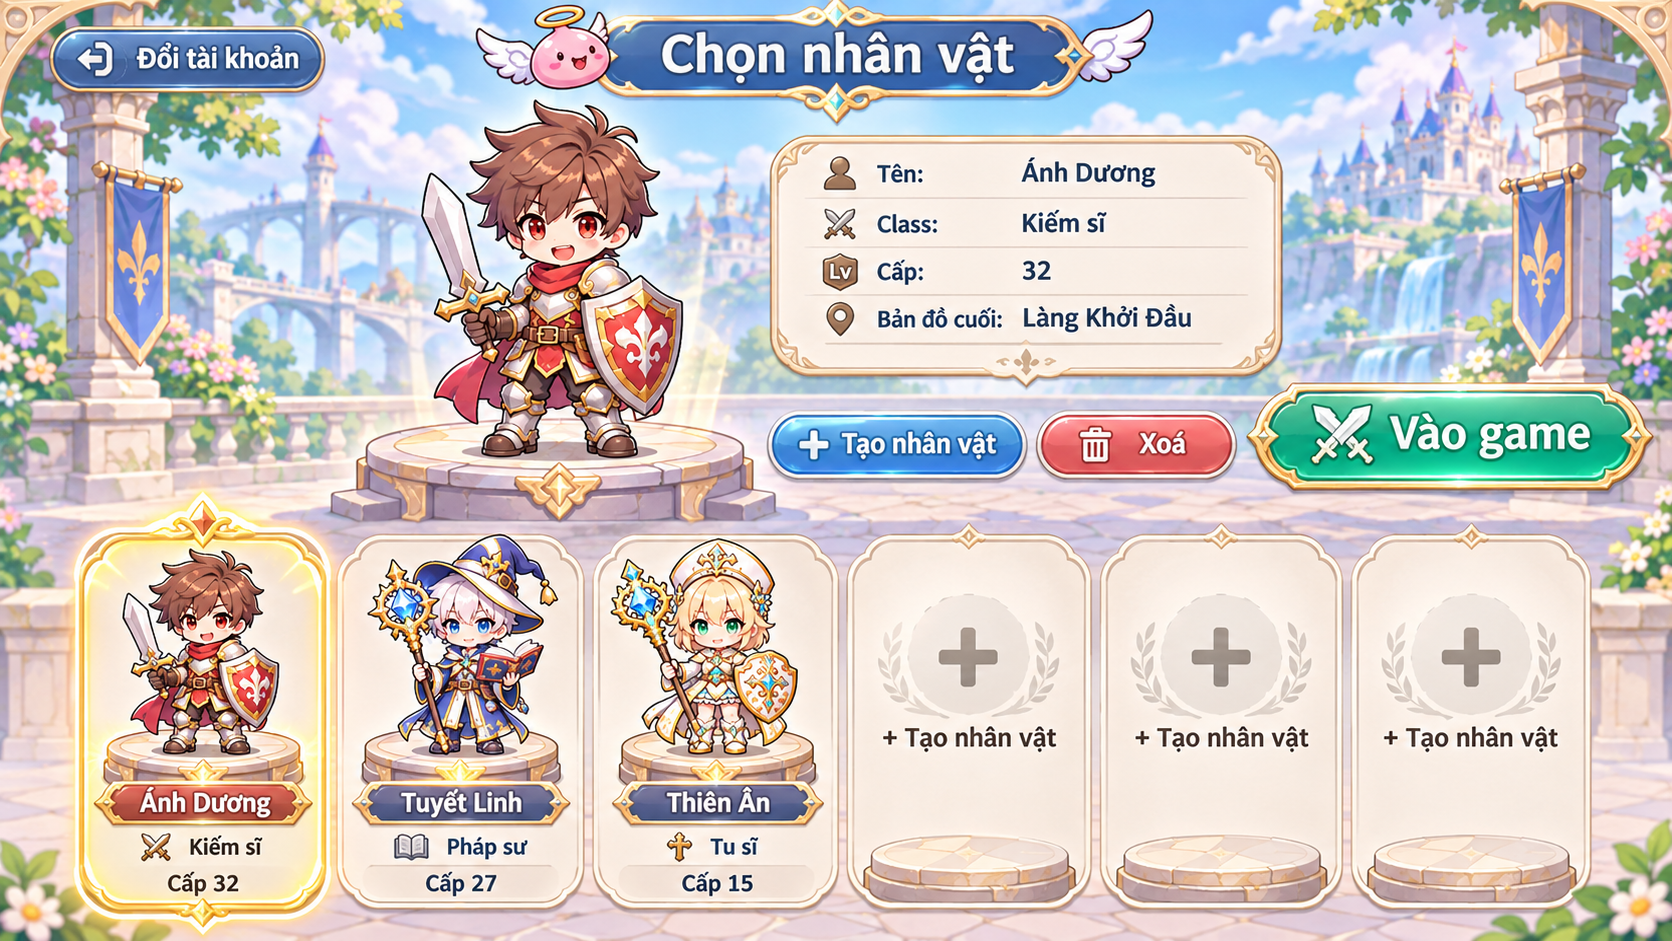 Đổi tài khoản
Chọn nhân vật
Tên: Ánh Dương
Class: Kiếm sĩ
Lv Cấp: 32
Bản đồ cuối: Làng Khởi Đầu
+ Tạo nhân vật
Xoá
Vào game
Ánh Dương
Kiếm sĩ
Cấp 32
Tuyết Linh
Pháp sư
Cấp 27
Thiên Ân
Tu sĩ
Cấp 15
+ Tạo nhân vật
+ Tạo nhân vật
+ Tạo nhân vật